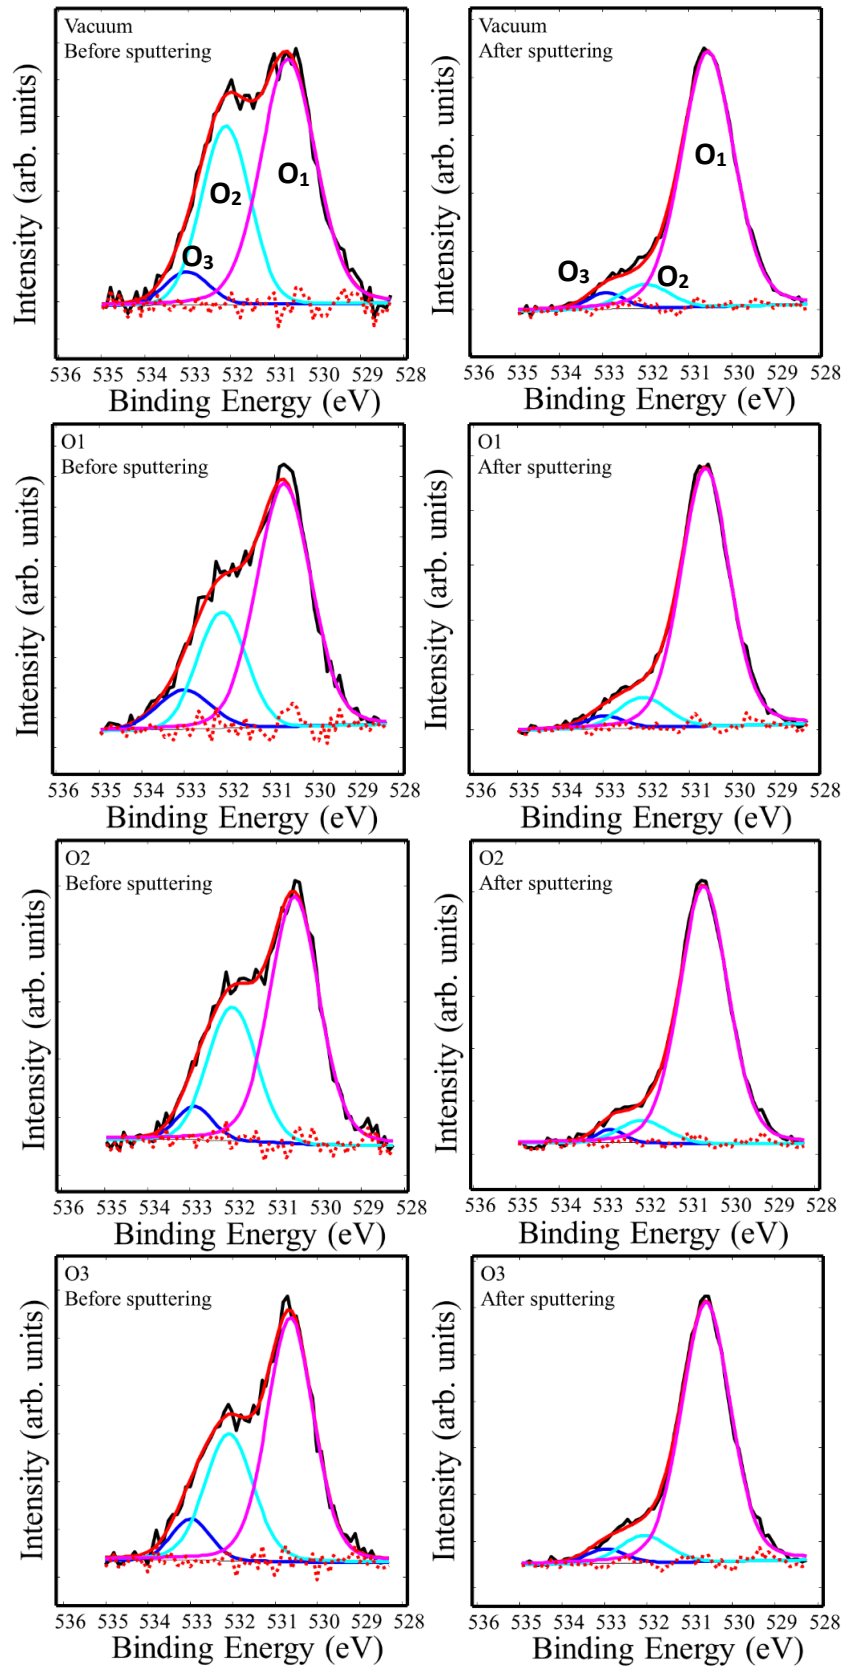 Vacuum
Before sputtering
O1
O2
O3
Intensity (arb. units)
536 535 534 533 532 531 530 529 528
Binding Energy (eV)
Vacuum
After sputtering
O1
O3
O2
Intensity (arb. units)
536 535 534 533 532 531 530 529 528
Binding Energy (eV)
O1
Before sputtering
Intensity (arb. units)
536 535 534 533 532 531 530 529 528
Binding Energy (eV)
O1
After sputtering
Intensity (arb. units)
536 535 534 533 532 531 530 529 528
Binding Energy (eV)
O2
Before sputtering
Intensity (arb. units)
536 535 534 533 532 531 530 529 528
Binding Energy (eV)
O2
After sputtering
Intensity (arb. units)
536 535 534 533 532 531 530 529 528
Binding Energy (eV)
O3
Before sputtering
Intensity (arb. units)
536 535 534 533 532 531 530 529 528
Binding Energy (eV)
O3
After sputtering
Intensity (arb. units)
536 535 534 533 532 531 530 529 528
Binding Energy (eV)